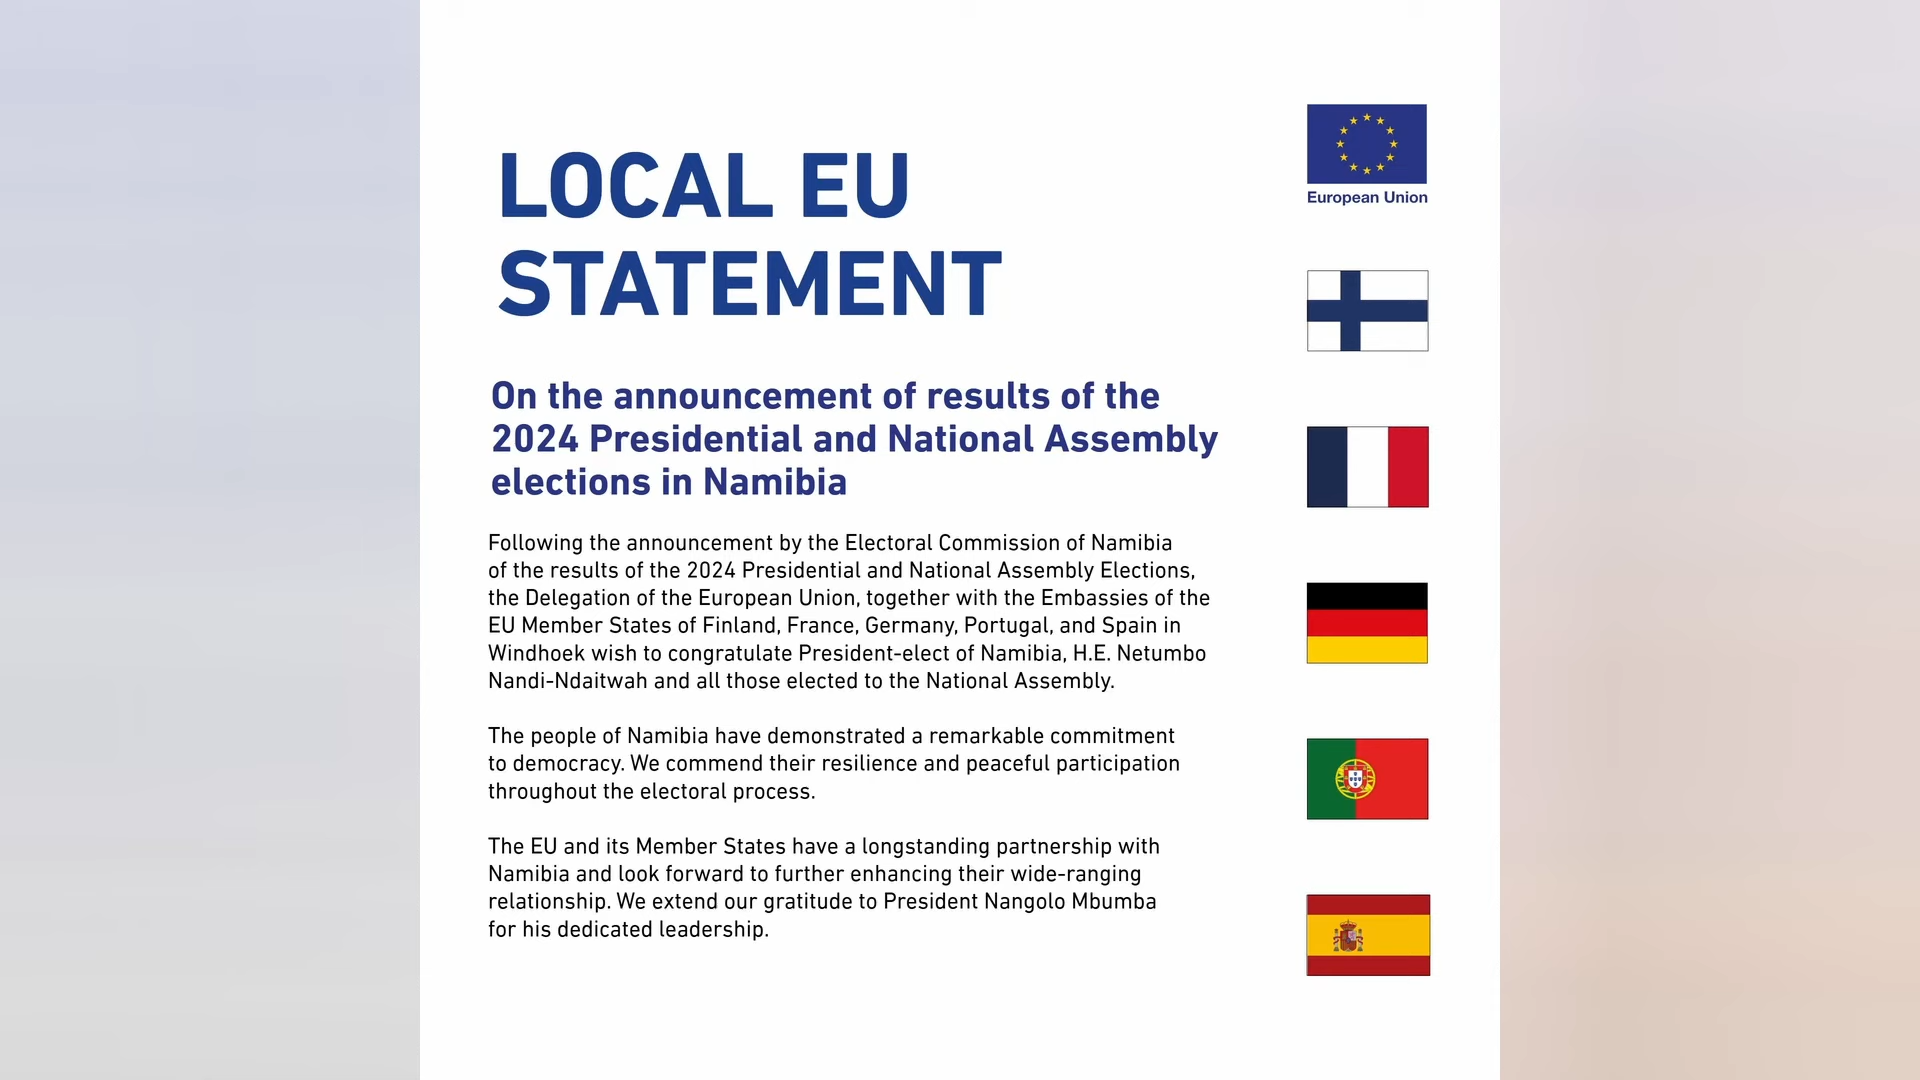 LOCAL EU
STATEMENT
European Union
On the announcement of results of the
2024 Presidential and National Assembly
elections in Namibia
Following the announcement by the Electoral Commission of Namibia
of the results of the 2024 Presidential and National Assembly Elections,
the Delegation of the European Union, together with the Embassies of the
EU Member States of Finland, France, Germany, Portugal, and Spain in
Windhoek wish to congratulate President-elect of Namibia, H.E. Netumbo
Nandi-Ndaitwah and all those elected to the National Assembly.
The people of Namibia have demonstrated a remarkable commitment
to democracy. We commend their resilience and peaceful participation
throughout the electoral process.
The EU and its Member States have a longstanding partnership with
Namibia and look forward to further enhancing their wide-ranging
relationship. We extend our gratitude to President Nangolo Mbumba
for his dedicated leadership.